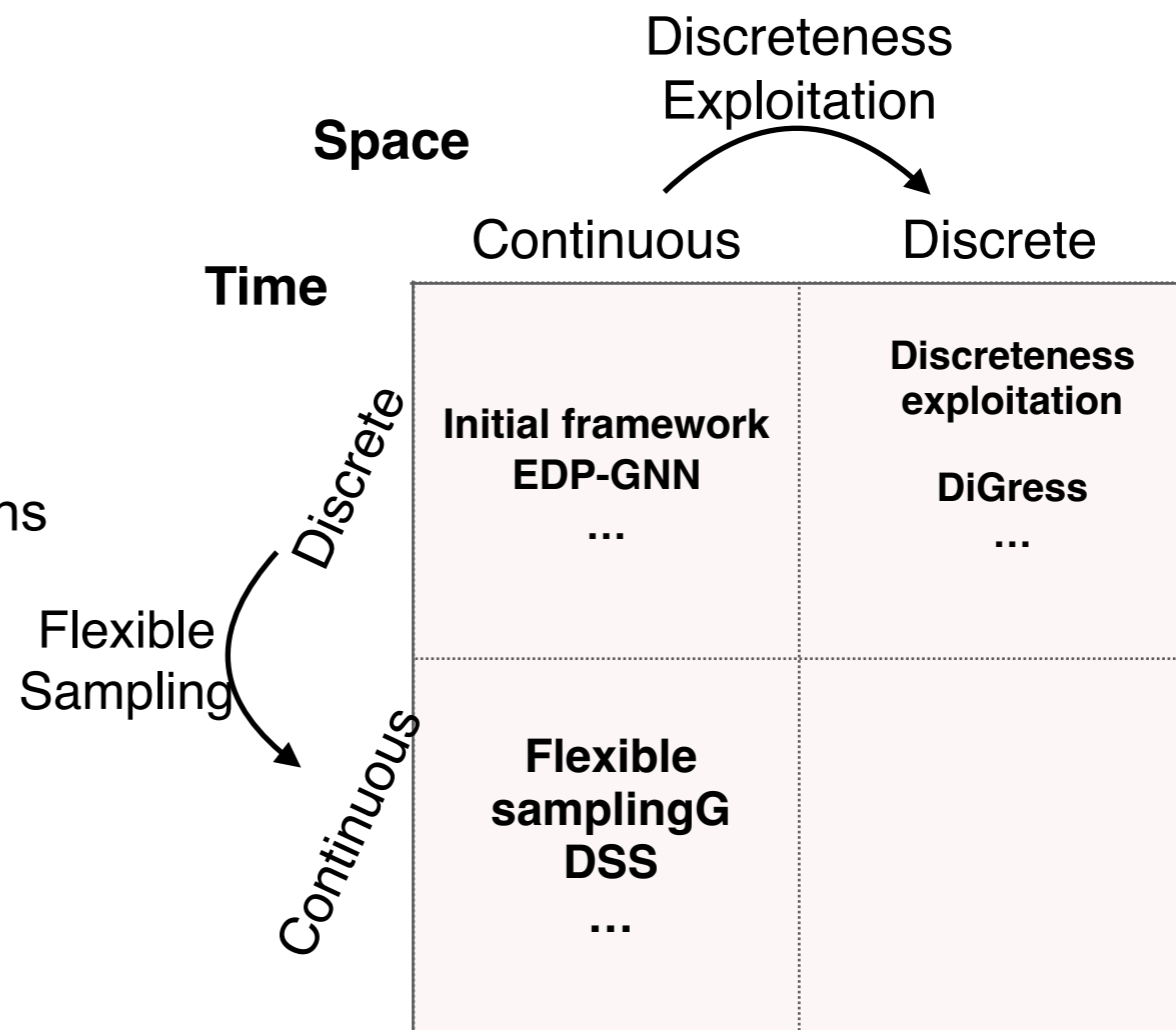 Discreteness
Exploitation
Space
Continuous
Discrete
Time
Discrete
Initial framework
EDP-GNN
...
Discreteness
exploitation
DiGress
...
ns
Flexible
Sampling
Continuous
Flexible
samplingG
DSS
...